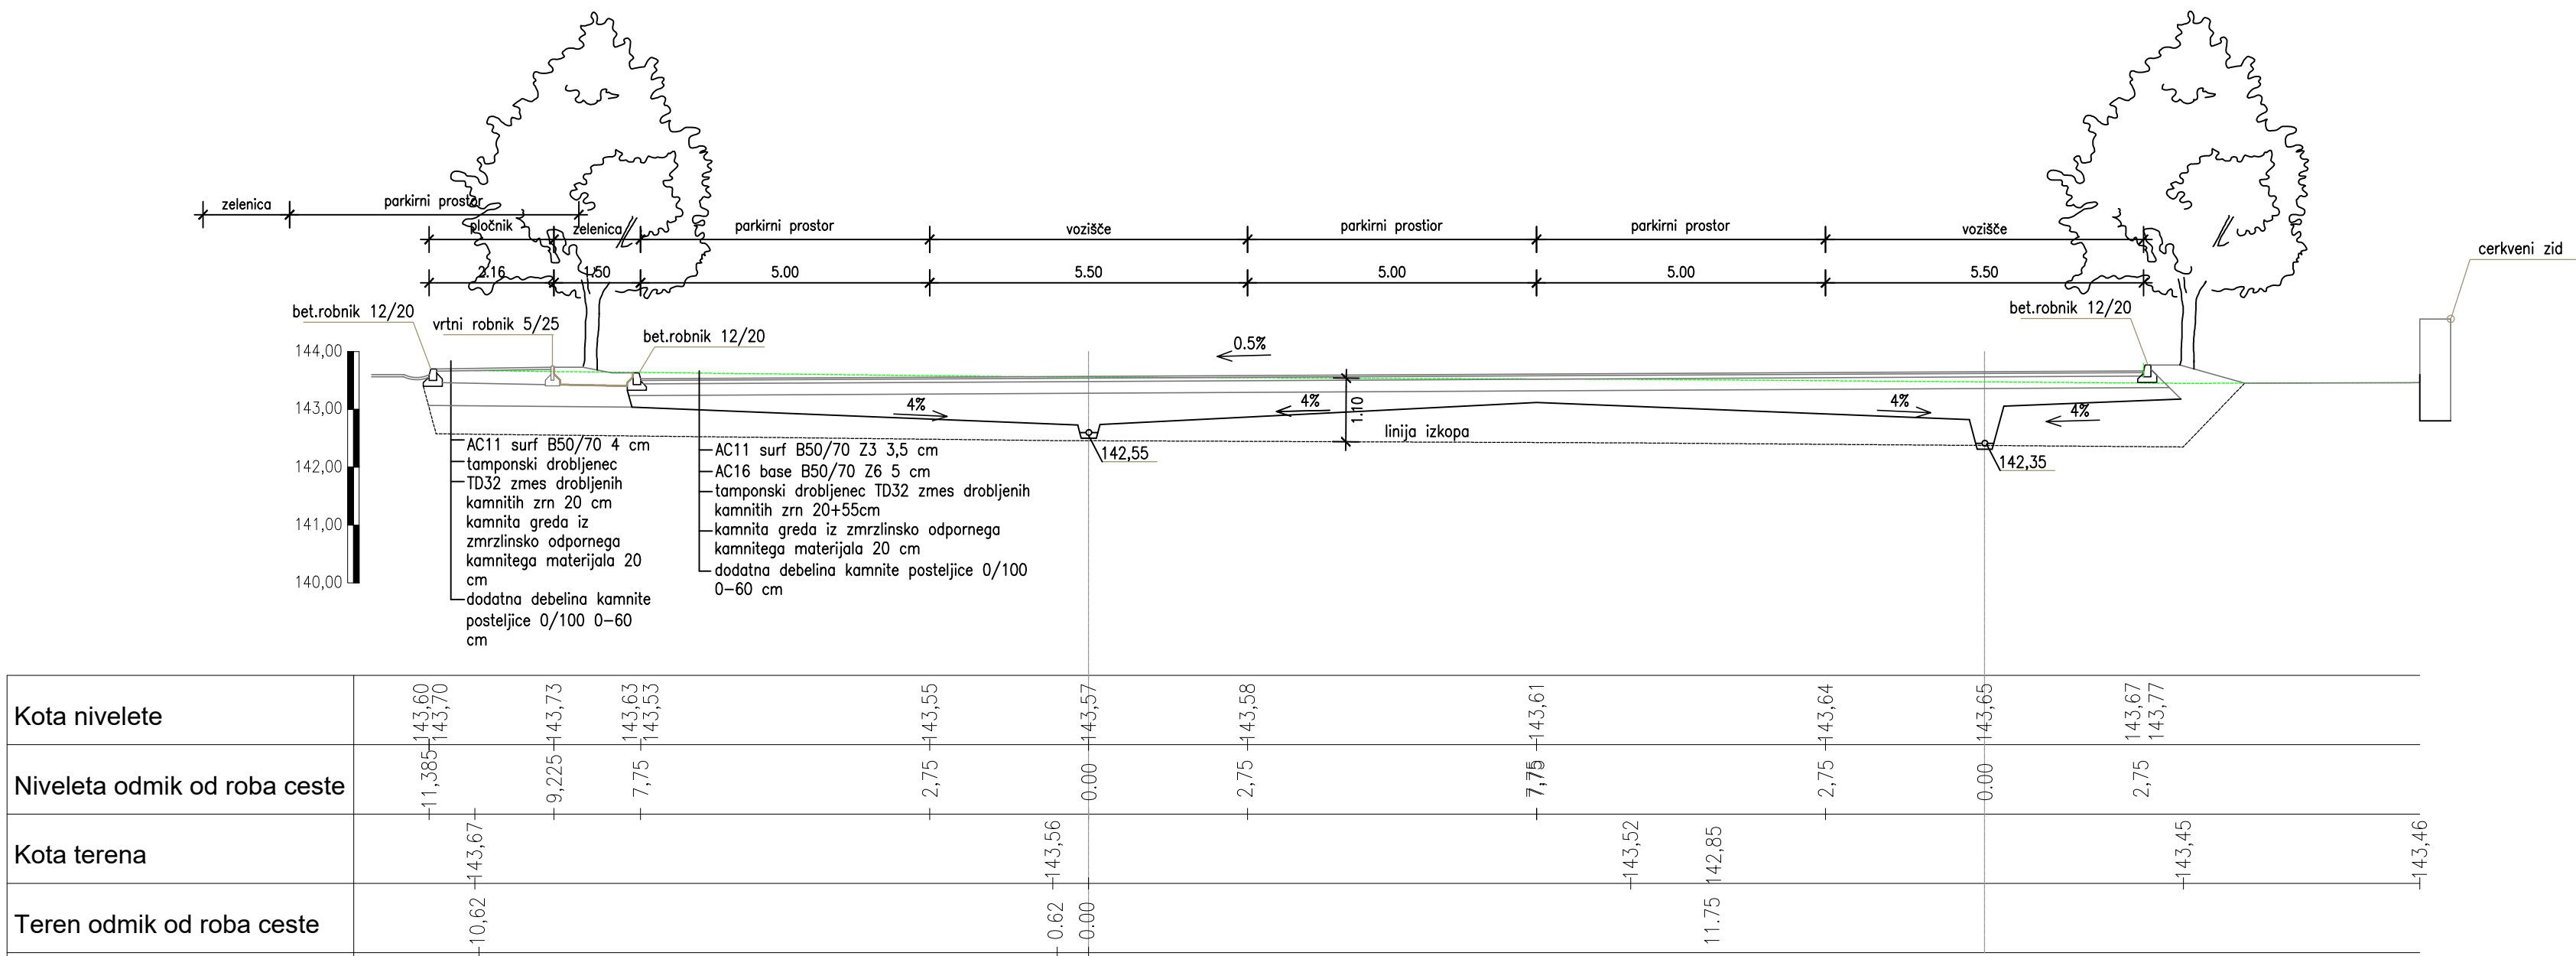 zelenica
parkirni prostor
pločnik
zelenica
parkirni prostor
vozišče
parkirni prostior
parkirni prostor
vozišče
cerkveni zid
2.16
1.50
5.00
5.50
5.00
5.00
5.50
bet.robnik 12/20
vrtni robnik 5/25
bet.robnik 12/20
bet.robnik 12/20
0.5%
144,00
143,00
142,00
141,00
140,00
4%
4%
4%
4%
1.10
linija izkopa
142,55
142,35
AC11 surf B50/70 4 cm
tamponski drobljenec
TD32 zmes drobljenih
kamnitih zrn 20 cm
kamnita greda iz
zmrzlinsko odpornega
kamnitega materijala 20
cm
dodatna debelina kamnite
posteljice 0/100 0-60
cm
AC11 surf B50/70 Z3 3,5 cm
AC16 base B50/70 Z6 5 cm
tamponski drobljenec TD32 zmes drobljenih
kamnitih zrn 20+55cm
kamnita greda iz zmrzlinsko odpornega
kamnitega materijala 20 cm
dodatna debelina kamnite posteljice 0/100
0-60 cm
Kota nivelete
143,60
143,70
143,73
143,63
143,53
143,55
143,57
143,58
143,61
143,64
143,65
143,67
143,77
Niveleta odmik od roba ceste
11,385
9,225
7,75
2,75
0.00
2,75
7,75
2,75
0.00
2,75
Kota terena
143,67
143,56
143,52
142,85
143,45
143,46
Teren odmik od roba ceste
10,62
0.62
0.00
11.75